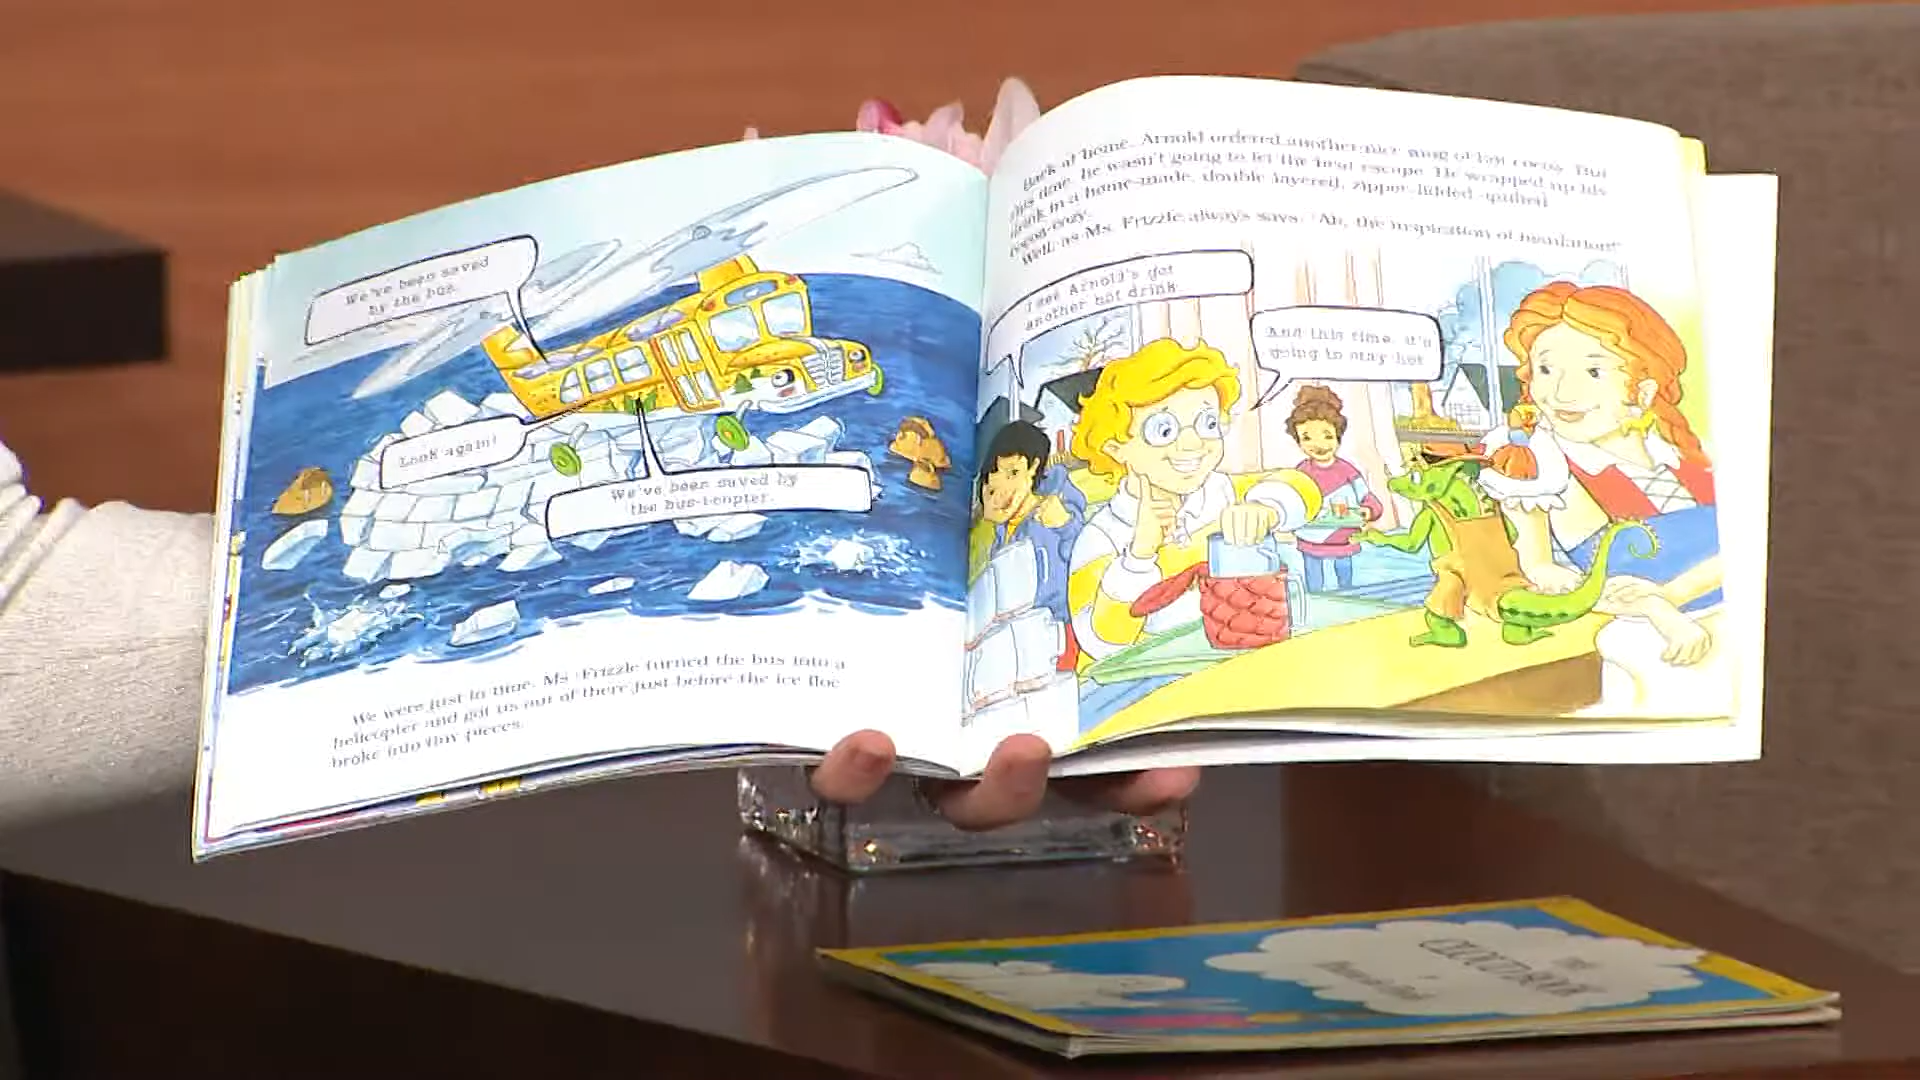 We've been saved
by the bus.
Look again!
We've been saved by
the bus-icopter.
We were just in time. Ms. Frizzle turned the bus into a
helicopter and got us out of there just before the ice floe
broke into tiny pieces.
Back at home, Arnold ordered another nice mug of hot cocoa. But
this time, he wasn't going to let the heat escape. He wrapped up his
drink in a home-made, double-layered, zipper-lidded, quilted
cocoa-cozy.
Well, as Ms. Frizzle always says, "Ah, the inspiration of insulation!"
I see Arnold's got
another hot drink.
And this time, it's
going to stay hot.
THE
CLOUD BOOK